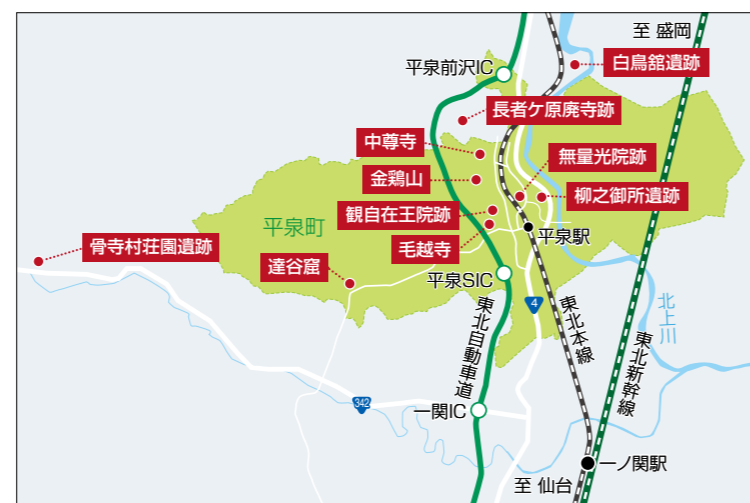 至 盛岡
白鳥舘遺跡
平泉前沢IC
長者ケ原廃寺跡
中尊寺
無量光院跡
金鶏山
柳之御所遺跡
観自在王院跡
平泉町
平泉駅
毛越寺
骨寺村荘園遺跡
達谷窟
平泉SIC
4
北上川
東北自動車道
東北本線
東北新幹線
342
一関IC
一ノ関駅
至 仙台